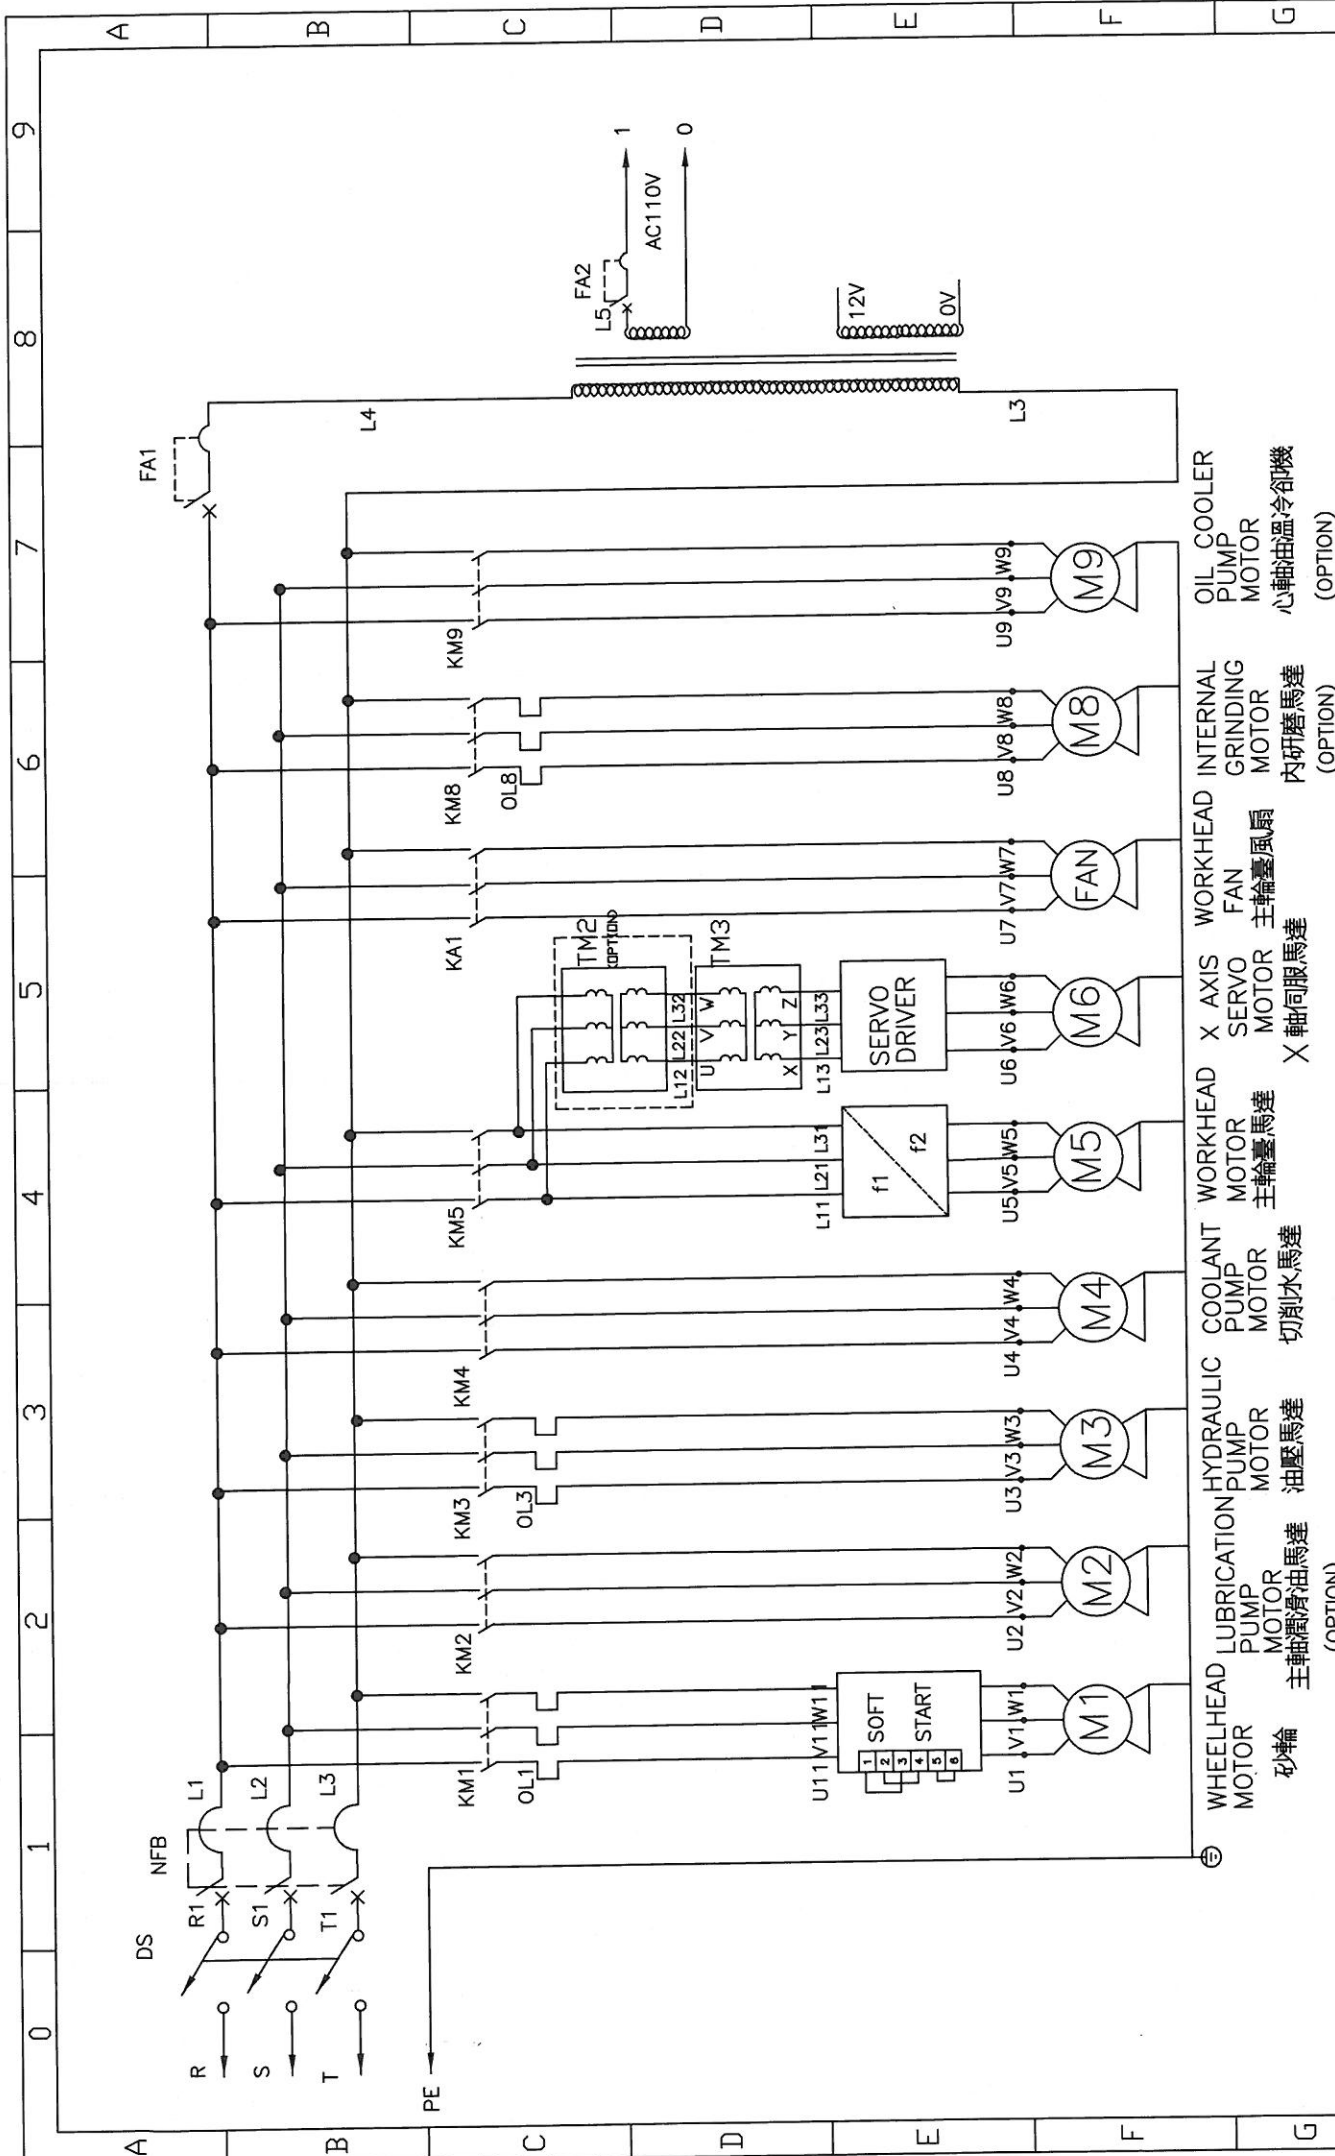 0 1 2 3 4 5 6 7 8 9
A A
B B
C C
D D
E E
F F
G G
R
S
T
PE
DS
NFB
R1
S1
T1
L1
L2
L3
FA1
L4
L3
FA2
L5
1
AC110V
0
12V
0V
KM1
OL1
KM2
KM3
OL3
KM4
KM5
KA1
KM8
OL8
KM9
TM2
(OPTION)
L12 L22 L32
TM3
U V W
X Y Z
L13 L23 L33
SERVO
DRIVER
L11 L21 L31
f1
f2
U11 V11 W11
SOFT
START
1
2
3
4
5
6
U1 V1 W1
U2 V2 W2
U3 V3 W3
U4 V4 W4
U5 V5 W5
U6 V6 W6
U7 V7 W7
U8 V8 W8
U9 V9 W9
M1
M2
M3
M4
M5
M6
FAN
M8
M9
WHEELHEAD
MOTOR
砂輪
LUBRICATION
PUMP
MOTOR
主軸潤滑油馬達
(OPTION)
HYDRAULIC
PUMP
MOTOR
油壓馬達
COOLANT
PUMP
MOTOR
切削水馬達
WORKHEAD
MOTOR
主輪臺馬達
X AXIS
SERVO
MOTOR
X 軸伺服馬達
WORKHEAD
FAN
主輪臺風扇
INTERNAL
GRINDING
MOTOR
內研磨馬達
(OPTION)
OIL COOLER
PUMP
MOTOR
心軸油溫冷卻機
(OPTION)